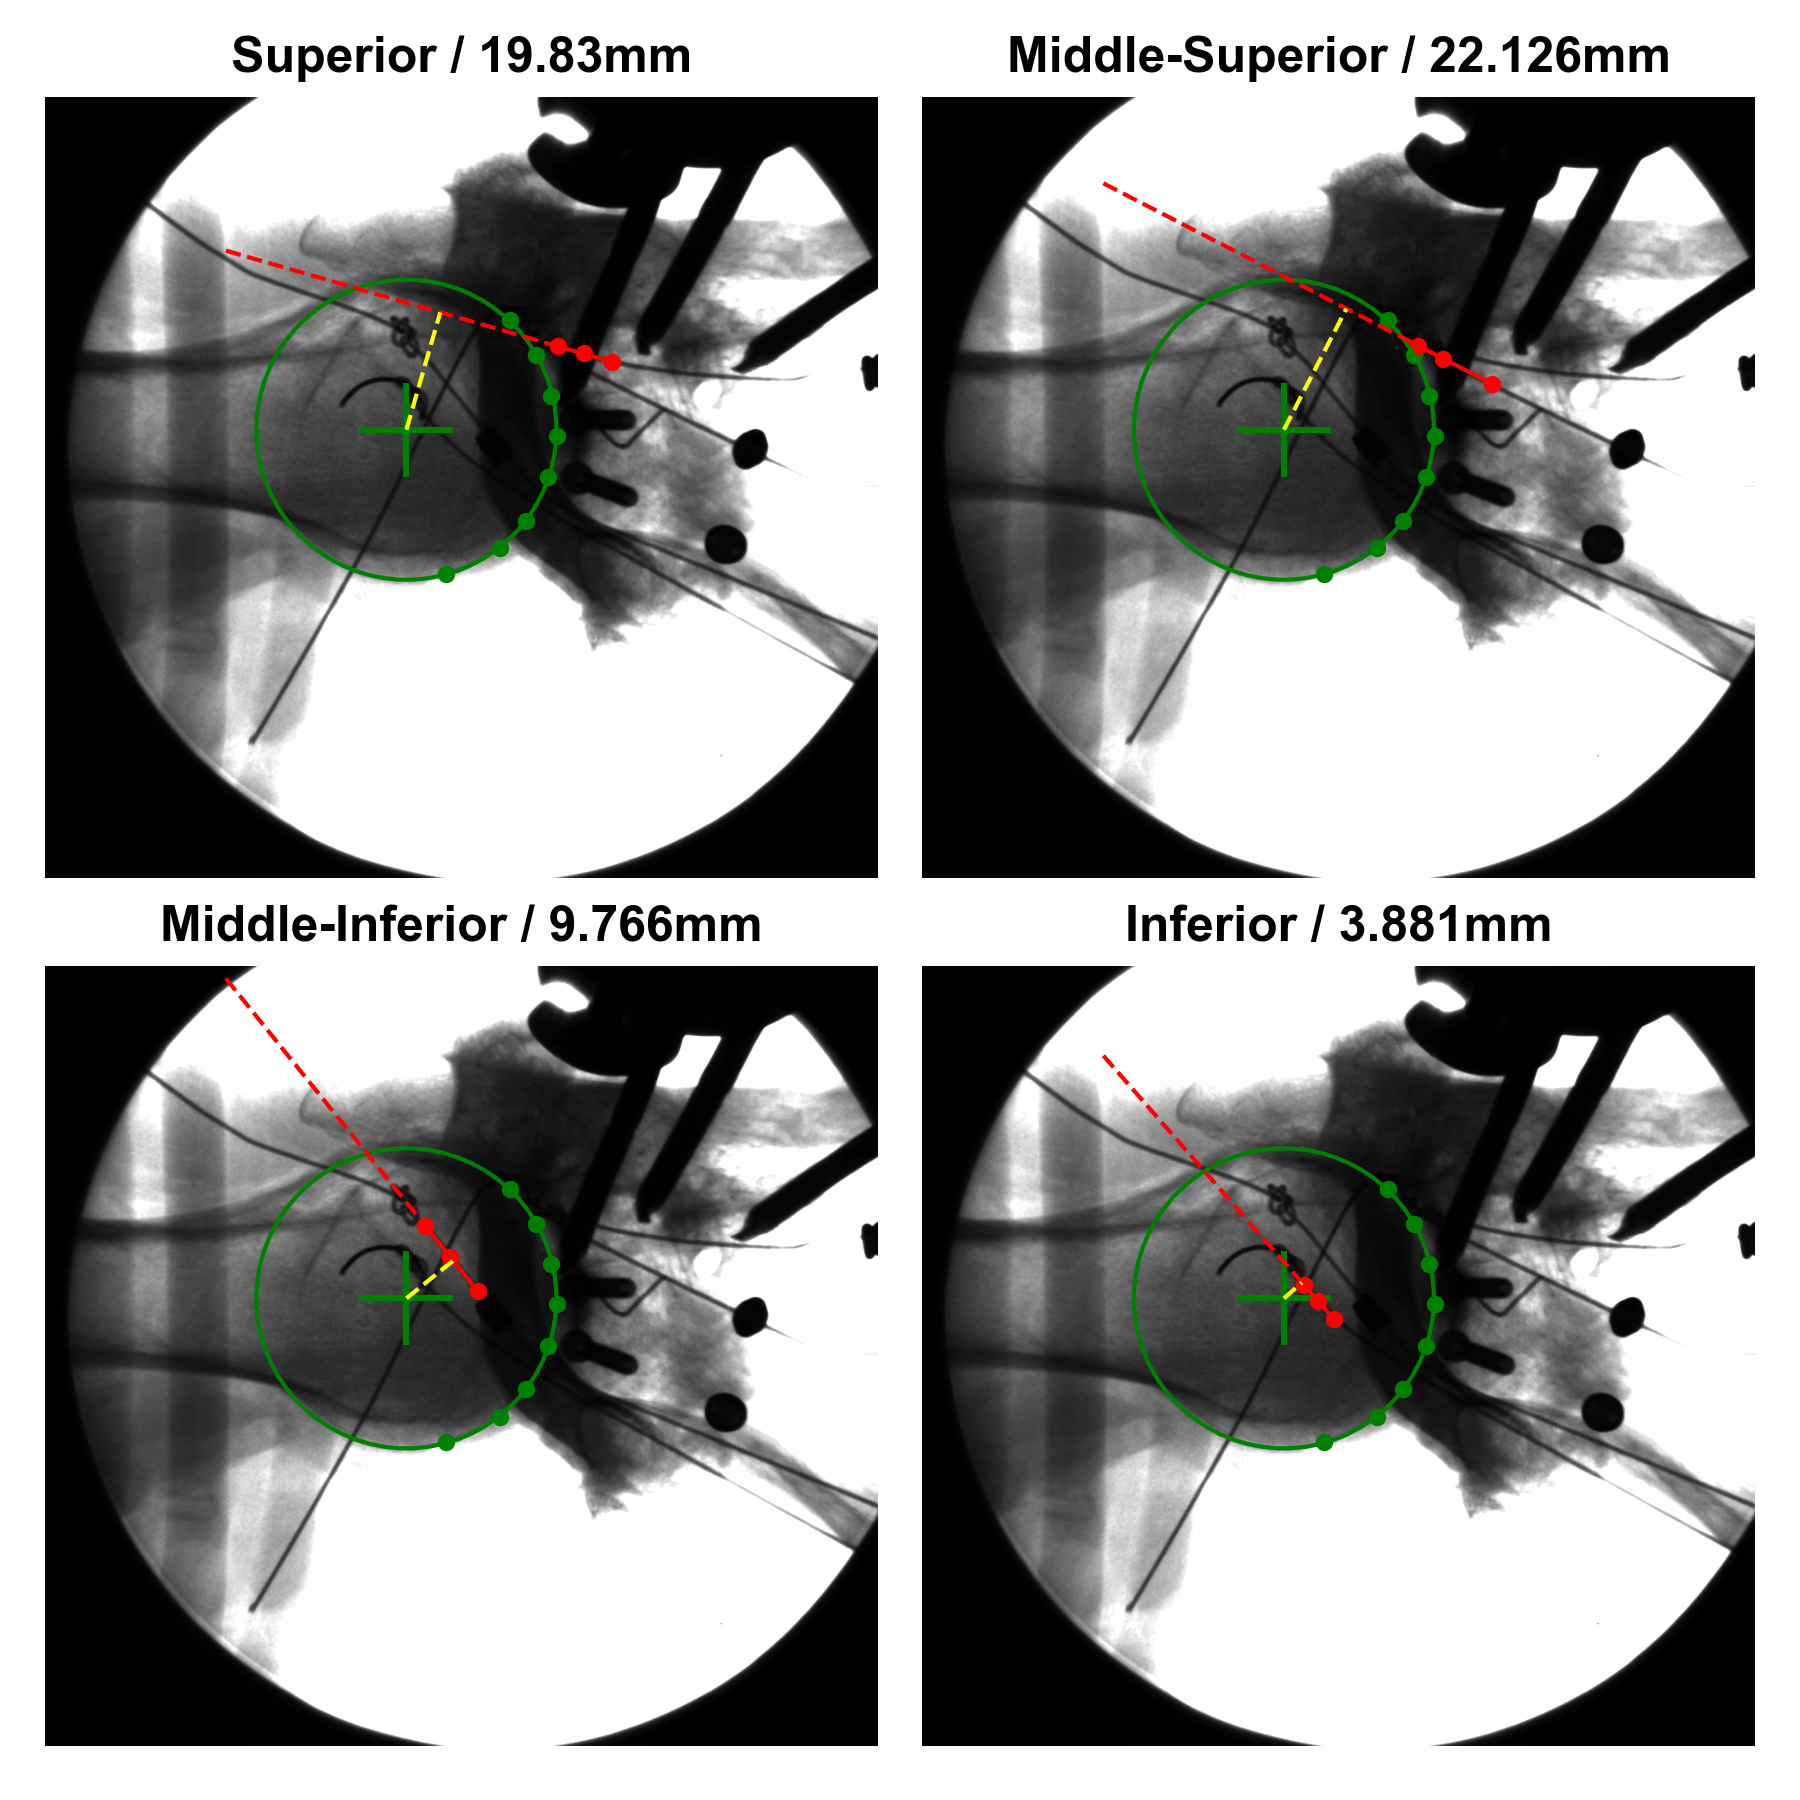 Superior / 19.83mm
Middle-Superior / 22.126mm
Middle-Inferior / 9.766mm
Inferior / 3.881mm